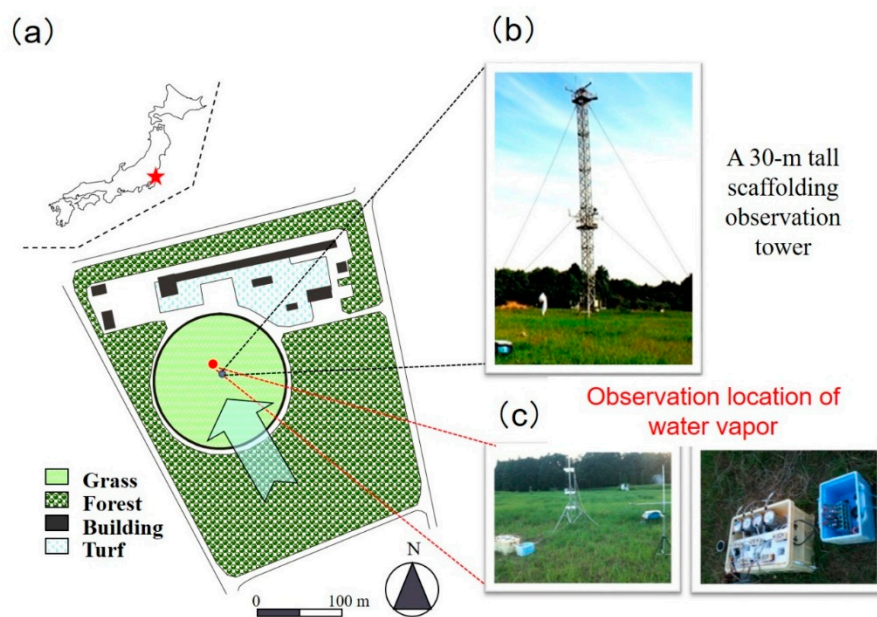 (a)
(b)
A 30-m tall
scaffolding
observation
tower
Observation location of
water vapor
(c)
Grass
Forest
Building
Turf
N
0 100 m